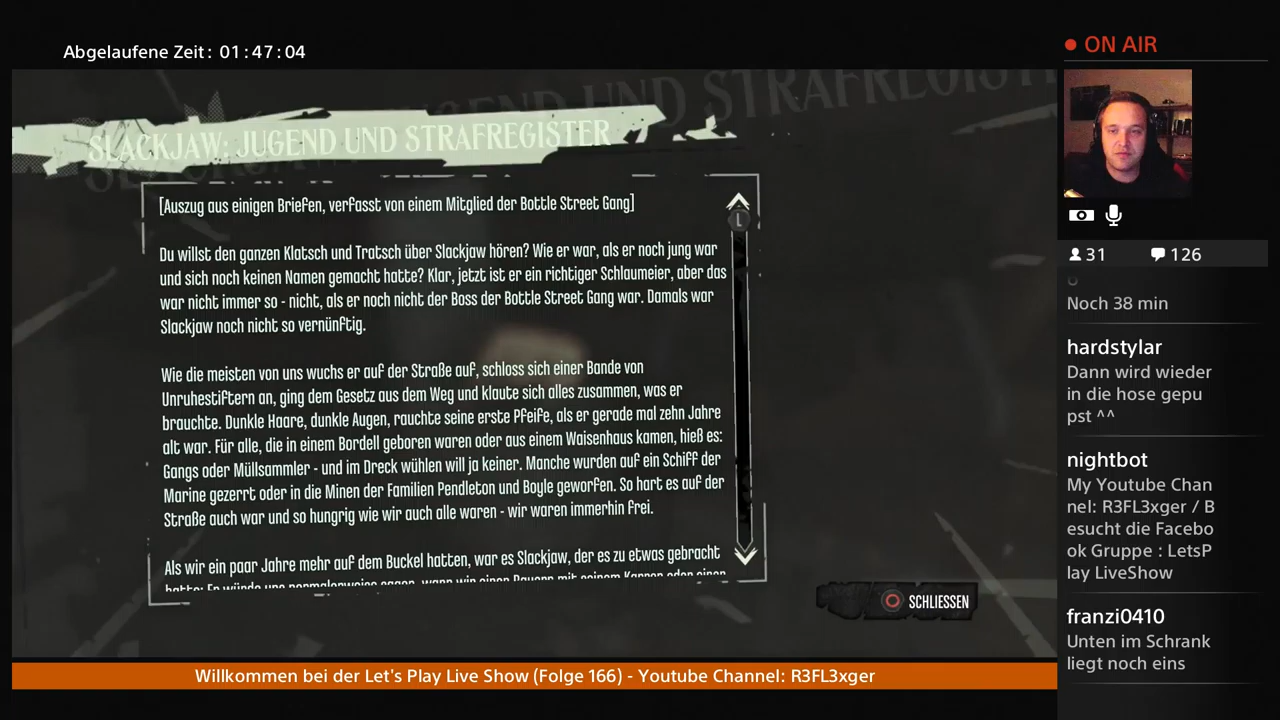 Abgelaufene Zeit: 01:47:04
ON AIR
SLACKJAW: JUGEND UND STRAFREGISTER
[Auszug aus einigen Briefen, verfasst von einem Mitglied der Bottle Street Gang]
Du willst den ganzen Klatsch und Tratsch über Slackjaw hören? Wie er war, als er noch jung war
und sich noch keinen Namen gemacht hatte? Klar, jetzt ist er ein richtiger Schlaumeier, aber das
war nicht immer so - nicht, als er noch nicht der Boss der Bottle Street Gang war. Damals war
Slackjaw noch nicht so vernünftig.
Wie die meisten von uns wuchs er auf der Straße auf, schloss sich einer Bande von
Unruhestiftern an, ging dem Gesetz aus dem Weg und klaute sich alles zusammen, was er
brauchte. Dunkle Haare, dunkle Augen, rauchte seine erste Pfeife, als er gerade mal zehn Jahre
alt war. Für alle, die in einem Bordell geboren waren oder aus einem Waisenhaus kamen, hieß es:
Gangs oder Müllsammler - und im Dreck wühlen will ja keiner. Manche wurden auf ein Schiff der
Marine gezerrt oder in die Minen der Familien Pendleton und Boyle geworfen. So hart es auf der
Straße auch war und so hungrig wie wir auch alle waren - wir waren immerhin frei.
Als wir ein paar Jahre mehr auf dem Buckel hatten, war es Slackjaw, der es zu etwas gebracht
L
SCHLIESSEN
31 126
Noch 38 min
hardstylar
Dann wird wieder
in die hose gepu
pst ^^
nightbot
My Youtube Chan
nel: R3FL3xger / B
esucht die Facebo
ok Gruppe : LetsP
lay LiveShow
franzi0410
Unten im Schrank
liegt noch eins
Willkommen bei der Let's Play Live Show (Folge 166) - Youtube Channel: R3FL3xger